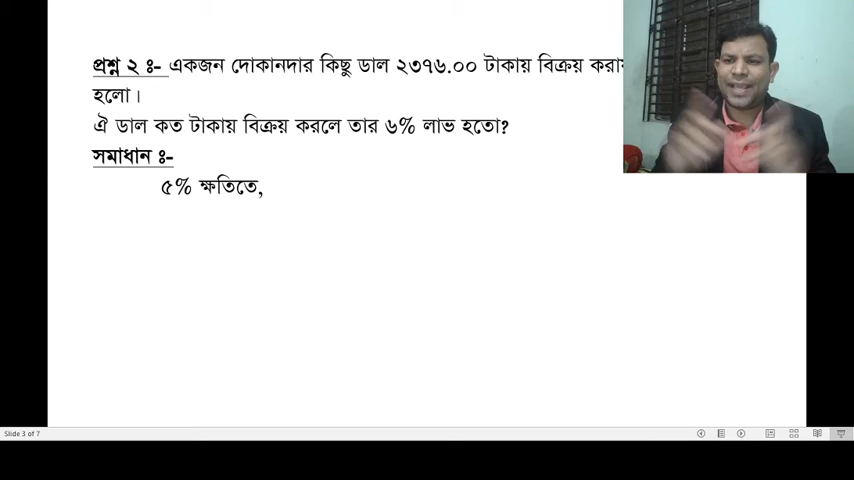 প্রশ্ন ২ ঃ- একজন দোকানদার কিছু ডাল ২৩৭৬.০০ টাকায় বিক্রয়
হলো।
ঐ ডাল কত টাকায় বিক্রয় করলে তার ৬% লাভ হতো?
সমাধান ঃ-
৫% ক্ষতিতে,
Slide 3 of 7